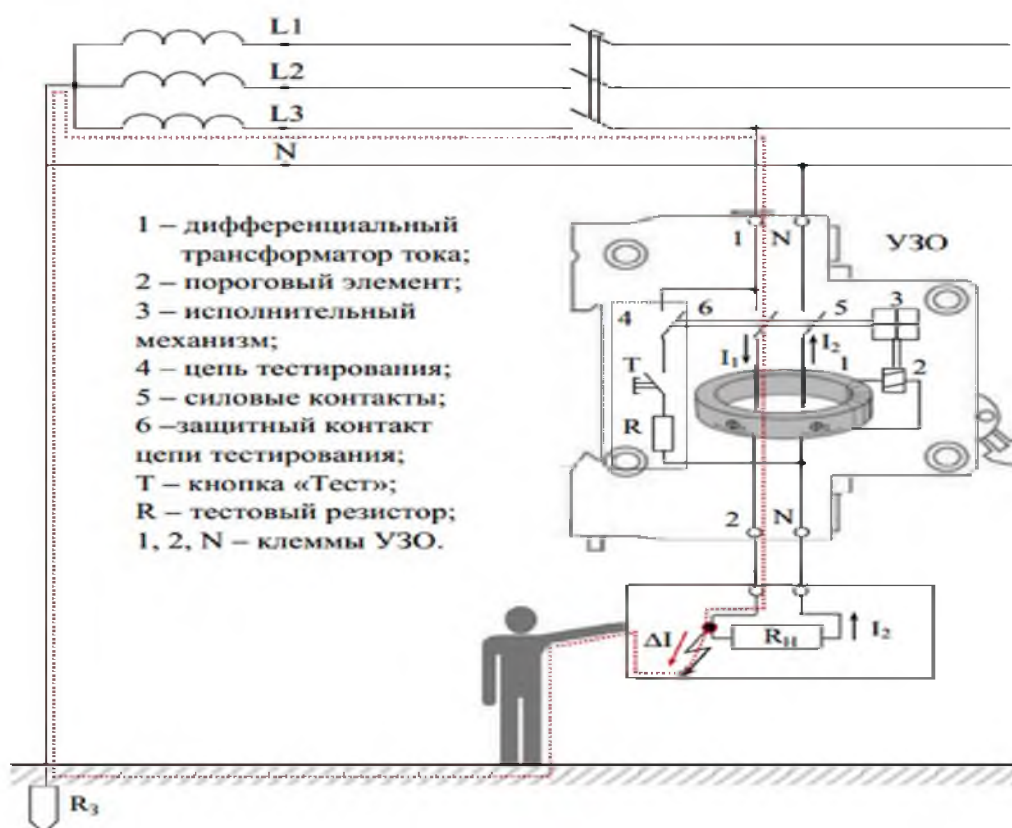 L1
L2
L3
N
1 – дифференциальный
трансформатор тока;
2 – пороговый элемент;
3 – исполнительный
механизм;
4 – цепь тестирования;
5 – силовые контакты;
6 –защитный контакт
цепи тестирования;
Т – кнопка «Тест»;
R – тестовый резистор;
1, 2, N – клеммы УЗО.
1 N УЗО
4 6 5 3
I1 I2
T 1 2
R
2 N
ΔI RН I2
R3